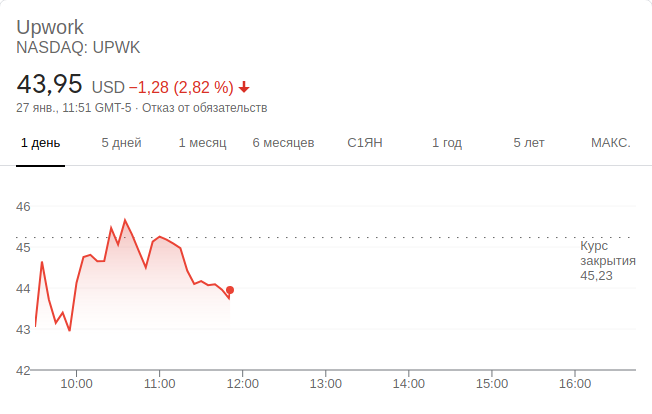 Upwork
NASDAQ: UPWK
43,95 USD −1,28 (2,82 %)
27 янв., 11:51 GMT-5 · Отказ от обязательств
1 день 5 дней 1 месяц 6 месяцев С1ЯН 1 год 5 лет МАКС.
46
45
44
43
42
Курс
закрытия
45,23
10:00 11:00 12:00 13:00 14:00 15:00 16:00